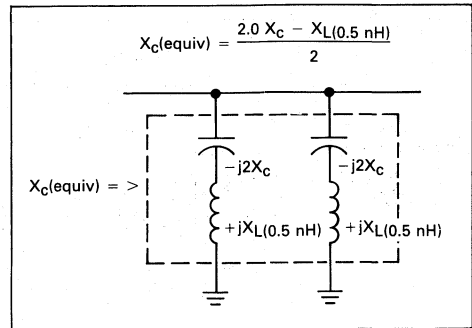 X_C(equiv) = (2.0 X_C − X_L(0.5 nH)) / 2
−j2X_C
−j2X_C
X_C(equiv) = >
+jX_L(0.5 nH)
+jX_L(0.5 nH)